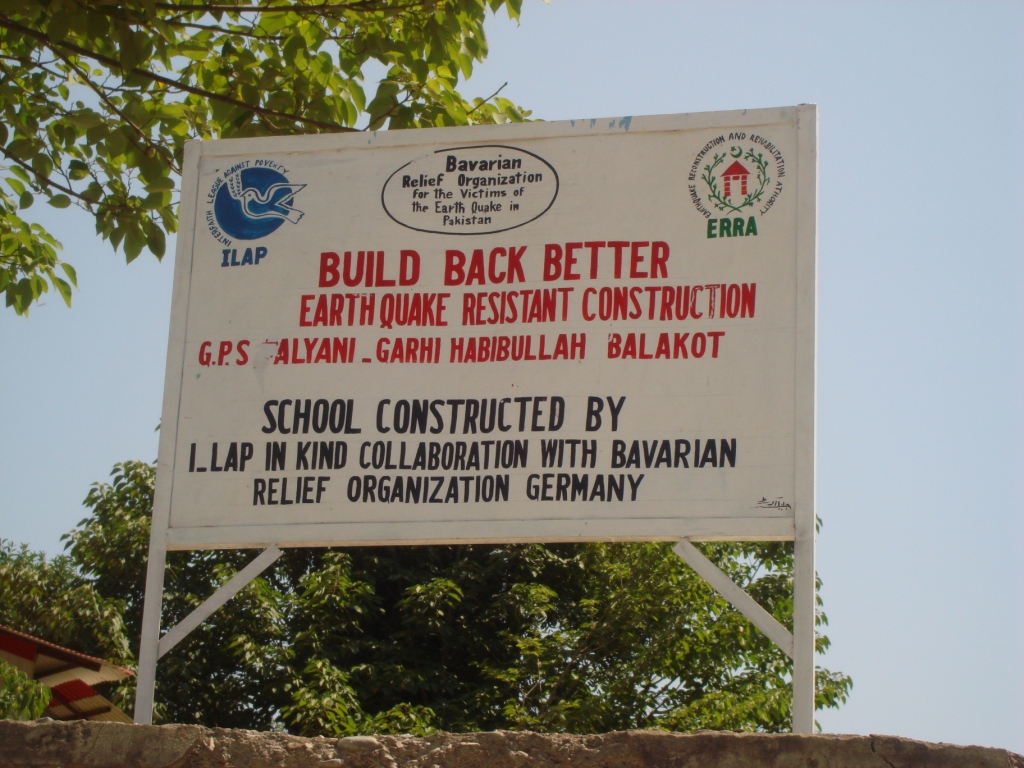 INTERFAITH LEAGUE AGAINST POVERTY
ILAP
Bavarian
Relief Organization
For the Victims of
the Earth Quake in
Pakistan
EARTHQUAKE RECONSTRUCTION AND REHABILITATION AUTHORITY
ERRA
BUILD BACK BETTER
EARTH QUAKE RESISTANT CONSTRUCTION
G.P.S ALYANI - GARHI HABIBULLAH BALAKOT
SCHOOL CONSTRUCTED BY
I-LAP IN KIND COLLABORATION WITH BAVARIAN
RELIEF ORGANIZATION GERMANY